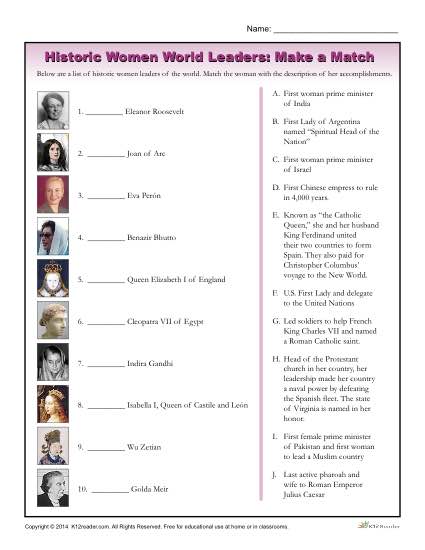 Name: ______________________________
Historic Women World Leaders: Make a Match
Below are a list of historic women leaders of the world. Match the woman with the description of her accomplishments.
1. _________ Eleanor Roosevelt
2. _________ Joan of Arc
3. _________ Eva Perón
4. _________ Benazir Bhutto
5. _________ Queen Elizabeth I of England
6. _________ Cleopatra VII of Egypt
7. _________ Indira Gandhi
8. _________ Isabella I, Queen of Castile and León
9. _________ Wu Zetian
10. _________ Golda Meir
A. First woman prime minister
of India
B. First Lady of Argentina
named "Spiritual Head of the
Nation"
C. First woman prime minister
of Israel
D. First Chinese empress to rule
in 4,000 years.
E. Known as "the Catholic
Queen," she and her husband
King Ferdinand united
their two countries to form
Spain. They also paid for
Christopher Columbus'
voyage to the New World.
F. U.S. First Lady and delegate
to the United Nations
G. Led soldiers to help French
King Charles VII and named
a Roman Catholic saint.
H. Head of the Protestant
church in her country, her
leadership made her country
a naval power by defeating
the Spanish fleet. The state
of Virginia is named in her
honor.
I. First female prime minister
of Pakistan and first woman
to lead a Muslim country
J. Last active pharoah and
wife to Roman Emperor
Julius Caesar
Copyright © 2014 K12reader.com. All Rights Reserved. Free for educational use at home or in classrooms.
K12Reader